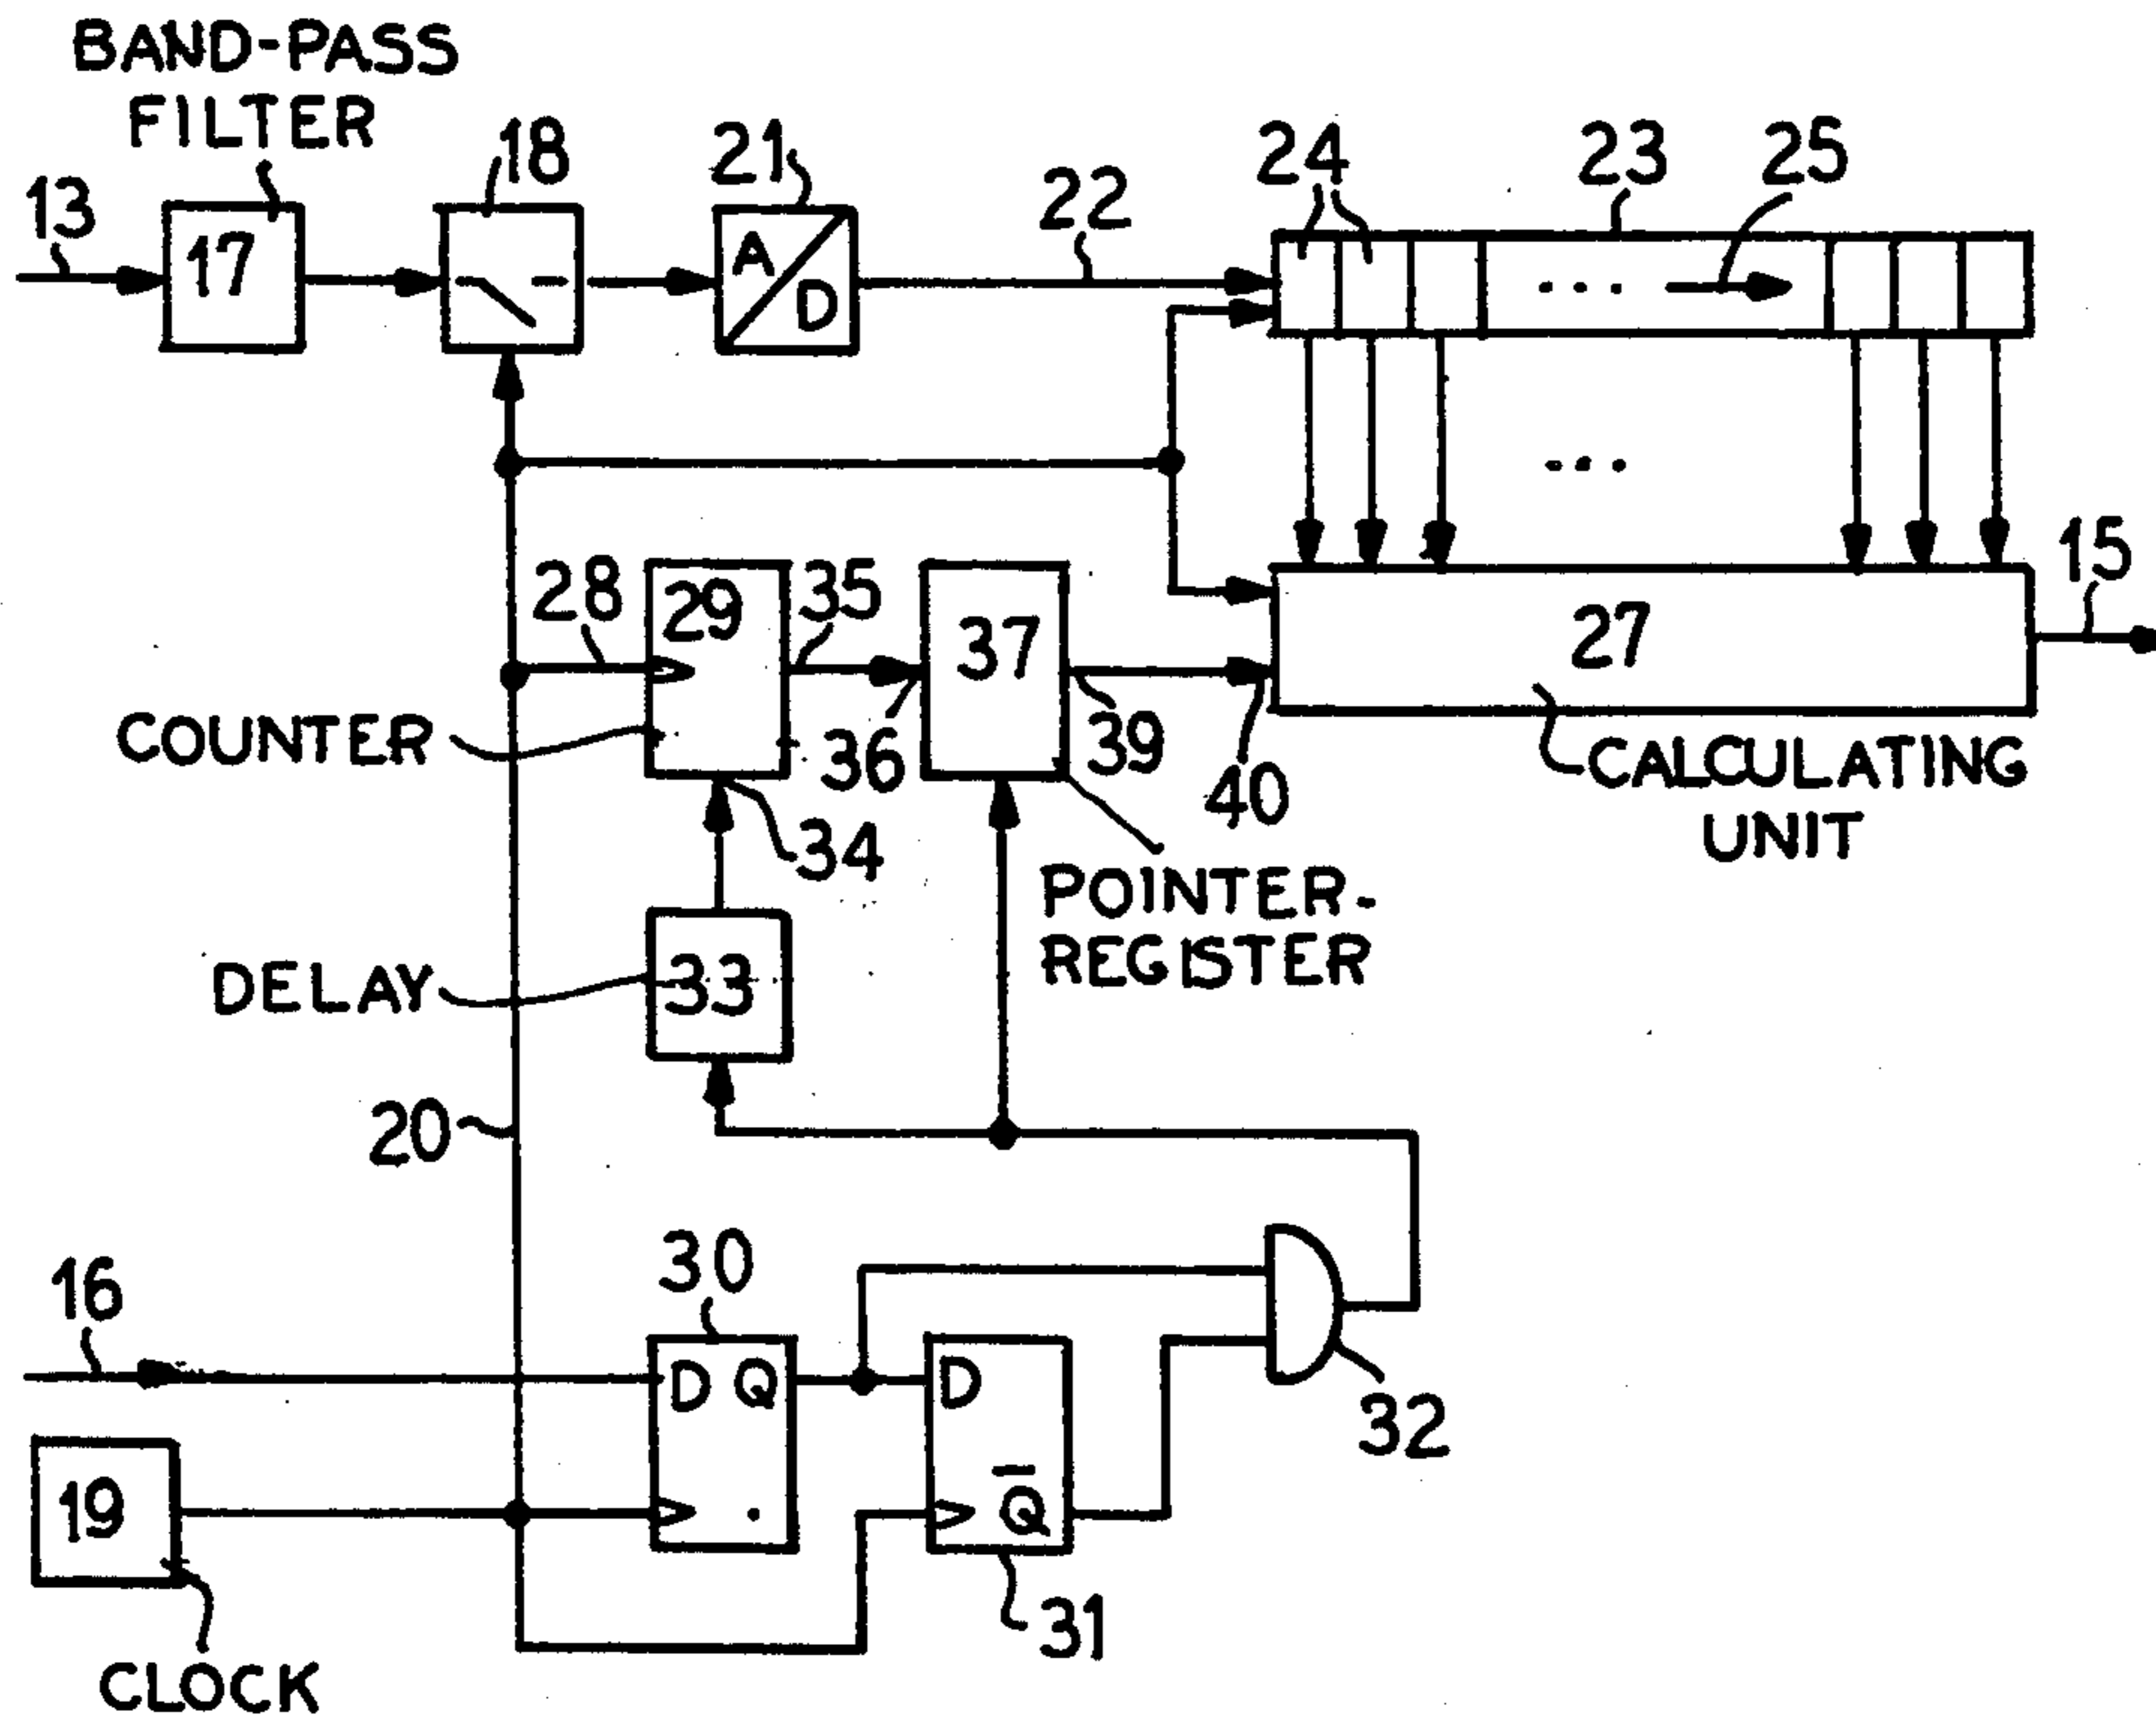 BAND-PASS
FILTER
13
17
18
21
A
D
22
24
23
25
28
29
35
37
27
15
COUNTER
36
39
40
CALCULATING
UNIT
34
POINTER-
REGISTER
DELAY
33
20
30
16
D Q
D
Q̅
32
19
31
CLOCK